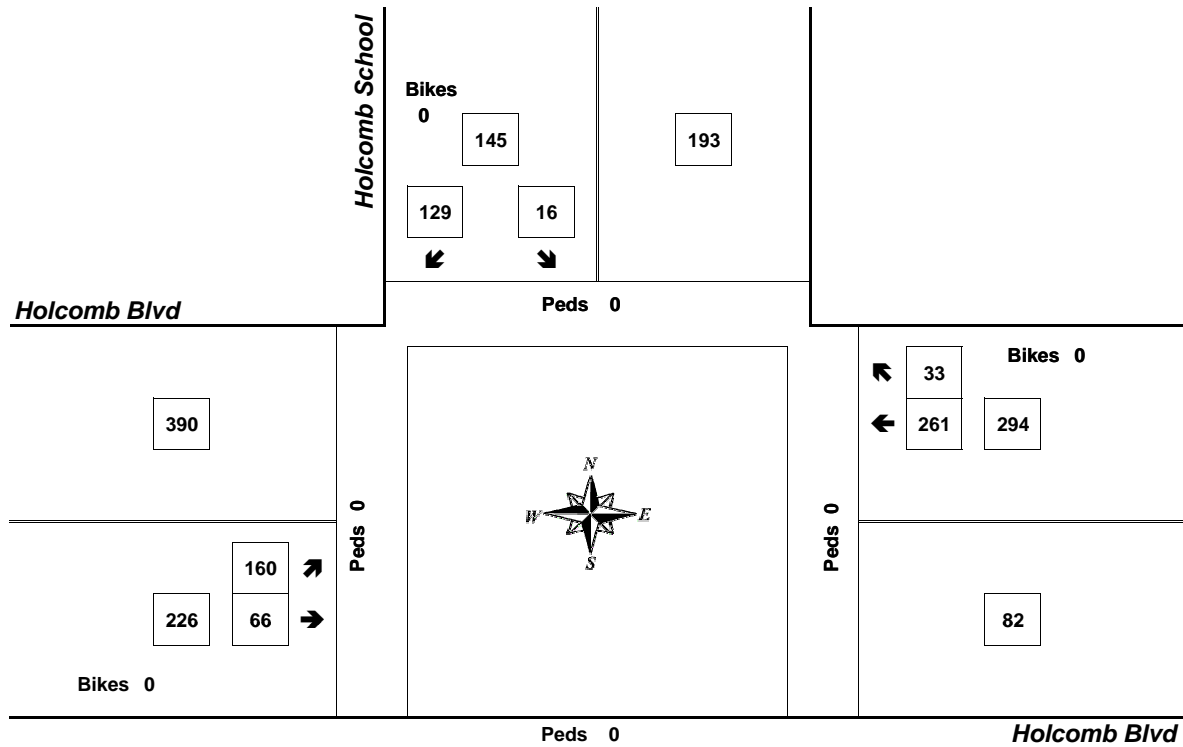 Holcomb School
Bikes
0
145
193
129
16
Peds 0
Holcomb Blvd
Bikes 0
33
390
261
294
N
W
E
S
Peds 0
Peds 0
160
226
66
82
Bikes 0
Peds 0
Holcomb Blvd